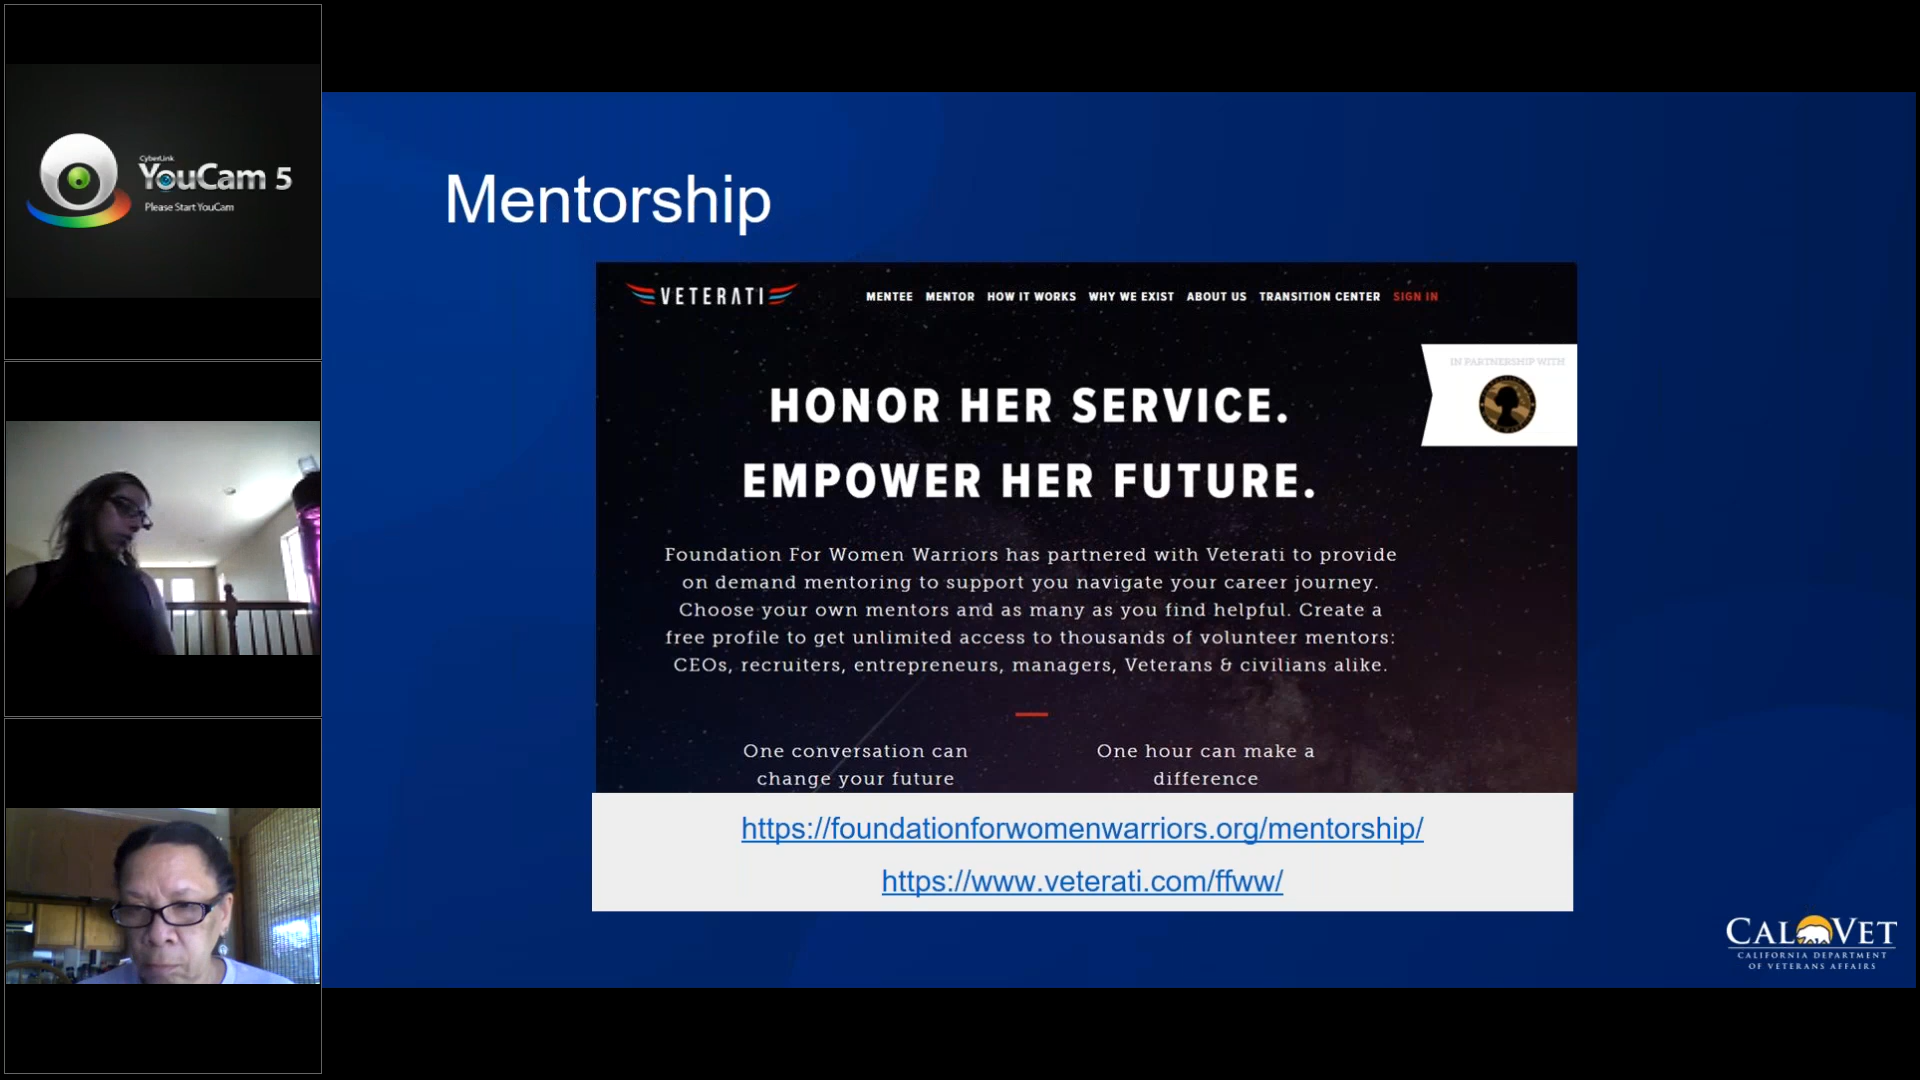 CyberLink
YouCam 5
Please Start YouCam
Mentorship
VETERATI
MENTEE MENTOR HOW IT WORKS WHY WE EXIST ABOUT US TRANSITION CENTER SIGN IN
IN PARTNERSHIP WITH
HONOR HER SERVICE.
EMPOWER HER FUTURE.
Foundation For Women Warriors has partnered with Veterati to provide
on demand mentoring to support you navigate your career journey.
Choose your own mentors and as many as you find helpful. Create a
free profile to get unlimited access to thousands of volunteer mentors:
CEOs, recruiters, entrepreneurs, managers, Veterans & civilians alike.
One conversation can
change your future
One hour can make a
difference
https://foundationforwomenwarriors.org/mentorship/
https://www.veterati.com/ffww/
CALVET
CALIFORNIA DEPARTMENT
OF VETERANS AFFAIRS